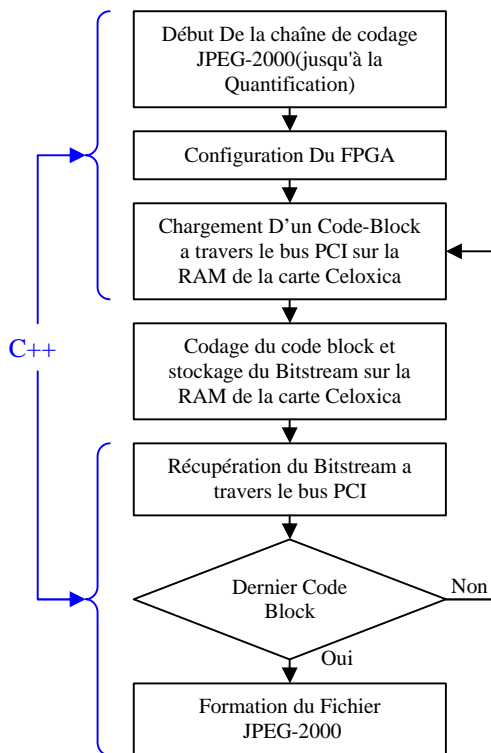 Début De la chaîne de codage
JPEG-2000(jusqu'à la
Quantification)
Configuration Du FPGA
Chargement D'un Code-Block
a travers le bus PCI sur la
RAM de la carte Celoxica
C++
Codage du code block et
stockage du Bitstream sur la
RAM de la carte Celoxica
Récupération du Bitstream a
travers le bus PCI
Dernier Code
Block
Non
Oui
Formation du Fichier
JPEG-2000